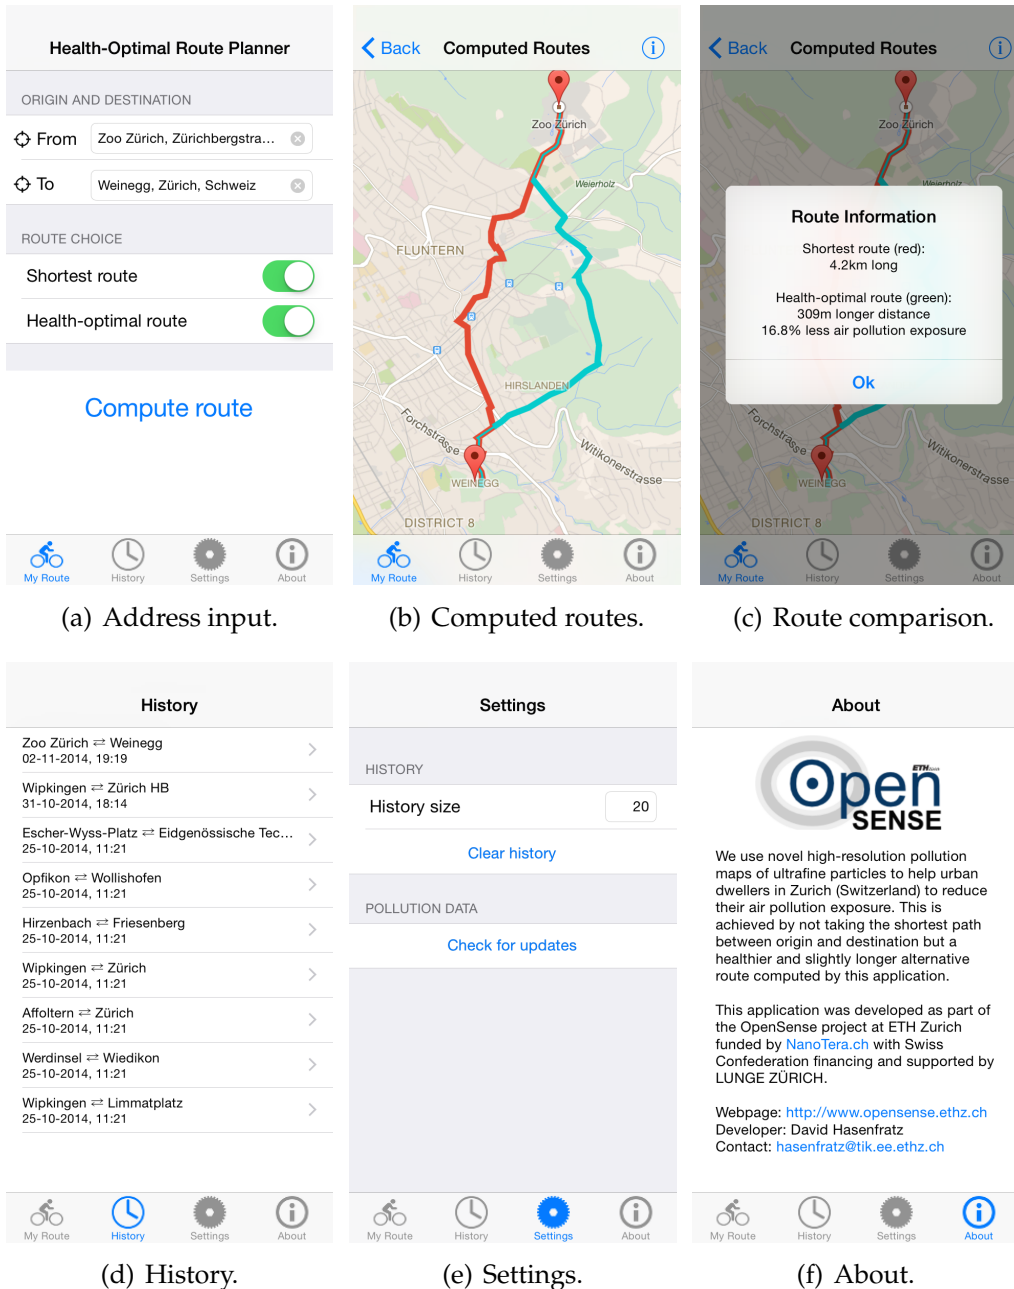 Health-Optimal Route Planner
ORIGIN AND DESTINATION
From
Zoo Zürich, Zürichbergstra...
To
Weinegg, Zürich, Schweiz
ROUTE CHOICE
Shortest route
Health-optimal route
Compute route
My Route
History
Settings
About
(a) Address input.
Back
Computed Routes
Zoo Zürich
Weierholz
FLUNTERN
HIRSLANDEN
Forchstrasse
Witikonerstrasse
WEINEGG
DISTRICT 8
My Route
History
Settings
About
(b) Computed routes.
Back
Computed Routes
Zoo Zürich
Weierholz
Route Information
Shortest route (red):
4.2km long
Health-optimal route (green):
309m longer distance
16.8% less air pollution exposure
Ok
Forchstrasse
Witikonerstrasse
WEINEGG
DISTRICT 8
My Route
History
Settings
About
(c) Route comparison.
History
Zoo Zürich ⇄ Weinegg
02-11-2014, 19:19
Wipkingen ⇄ Zürich HB
31-10-2014, 18:14
Escher-Wyss-Platz ⇄ Eidgenössische Tec...
25-10-2014, 11:21
Opfikon ⇄ Wollishofen
25-10-2014, 11:21
Hirzenbach ⇄ Friesenberg
25-10-2014, 11:21
Wipkingen ⇄ Zürich
25-10-2014, 11:21
Affoltern ⇄ Zürich
25-10-2014, 11:21
Werdinsel ⇄ Wiedikon
25-10-2014, 11:21
Wipkingen ⇄ Limmatplatz
25-10-2014, 11:21
My Route
History
Settings
About
(d) History.
Settings
HISTORY
History size
20
Clear history
POLLUTION DATA
Check for updates
My Route
History
Settings
About
(e) Settings.
About
ETH
Open
SENSE
We use novel high-resolution pollution
maps of ultrafine particles to help urban
dwellers in Zurich (Switzerland) to reduce
their air pollution exposure. This is
achieved by not taking the shortest path
between origin and destination but a
healthier and slightly longer alternative
route computed by this application.
This application was developed as part of
the OpenSense project at ETH Zurich
funded by NanoTera.ch with Swiss
Confederation financing and supported by
LUNGE ZÜRICH.
Webpage: http://www.opensense.ethz.ch
Developer: David Hasenfratz
Contact: hasenfratz@tik.ee.ethz.ch
My Route
History
Settings
About
(f) About.